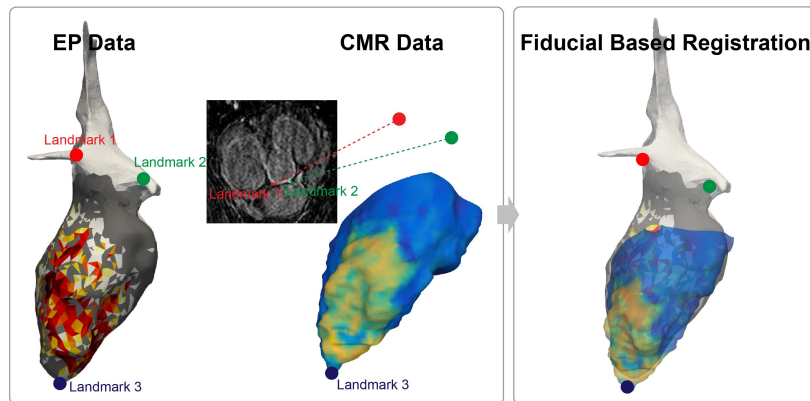 EP Data
CMR Data
Fiducial Based Registration
Landmark 1
Landmark 2
Landmark 1
Landmark 2
Landmark 3
Landmark 3